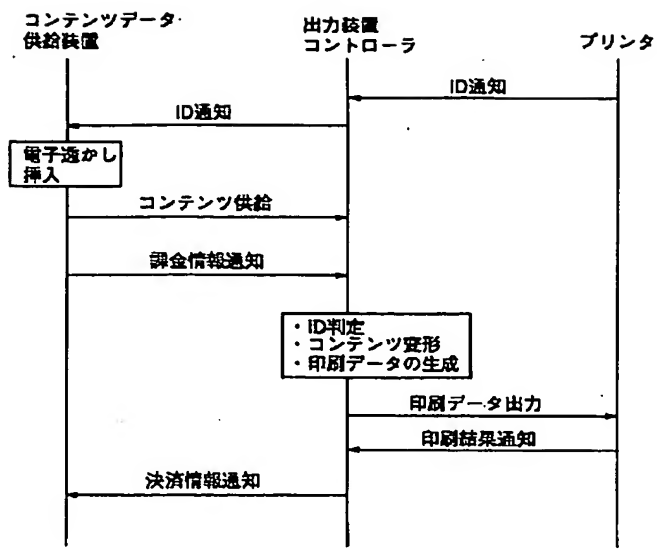 コンテンツデータ・
供給装置
出力装置
コントローラ
プリンタ
ID通知
ID通知
電子透かし
挿入
コンテンツ供給
課金情報通知
・ID判定
・コンテンツ変形
・印刷データの生成
印刷データ出力
印刷結果通知
決済情報通知